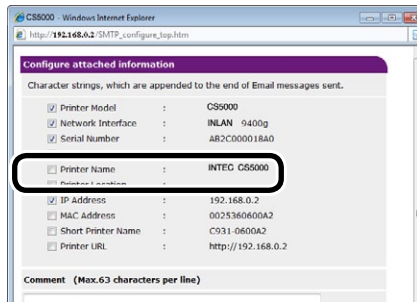 CS5000 - Windows Internet Explorer
http://192.168.0.2/SMTP_configure_top.htm
Configure attached information
Character strings, which are appended to the end of Email messages sent.
Printer Model : CS5000
Network Interface : INLAN 9400g
Serial Number : AB2C000018A0
Printer Name : INTEC CS5000
Printer Location
IP Address : 192.168.0.2
MAC Address : 0025360600A2
Short Printer Name : C931-0600A2
Printer URL : http://192.168.0.2
Comment (Max.63 characters per line)